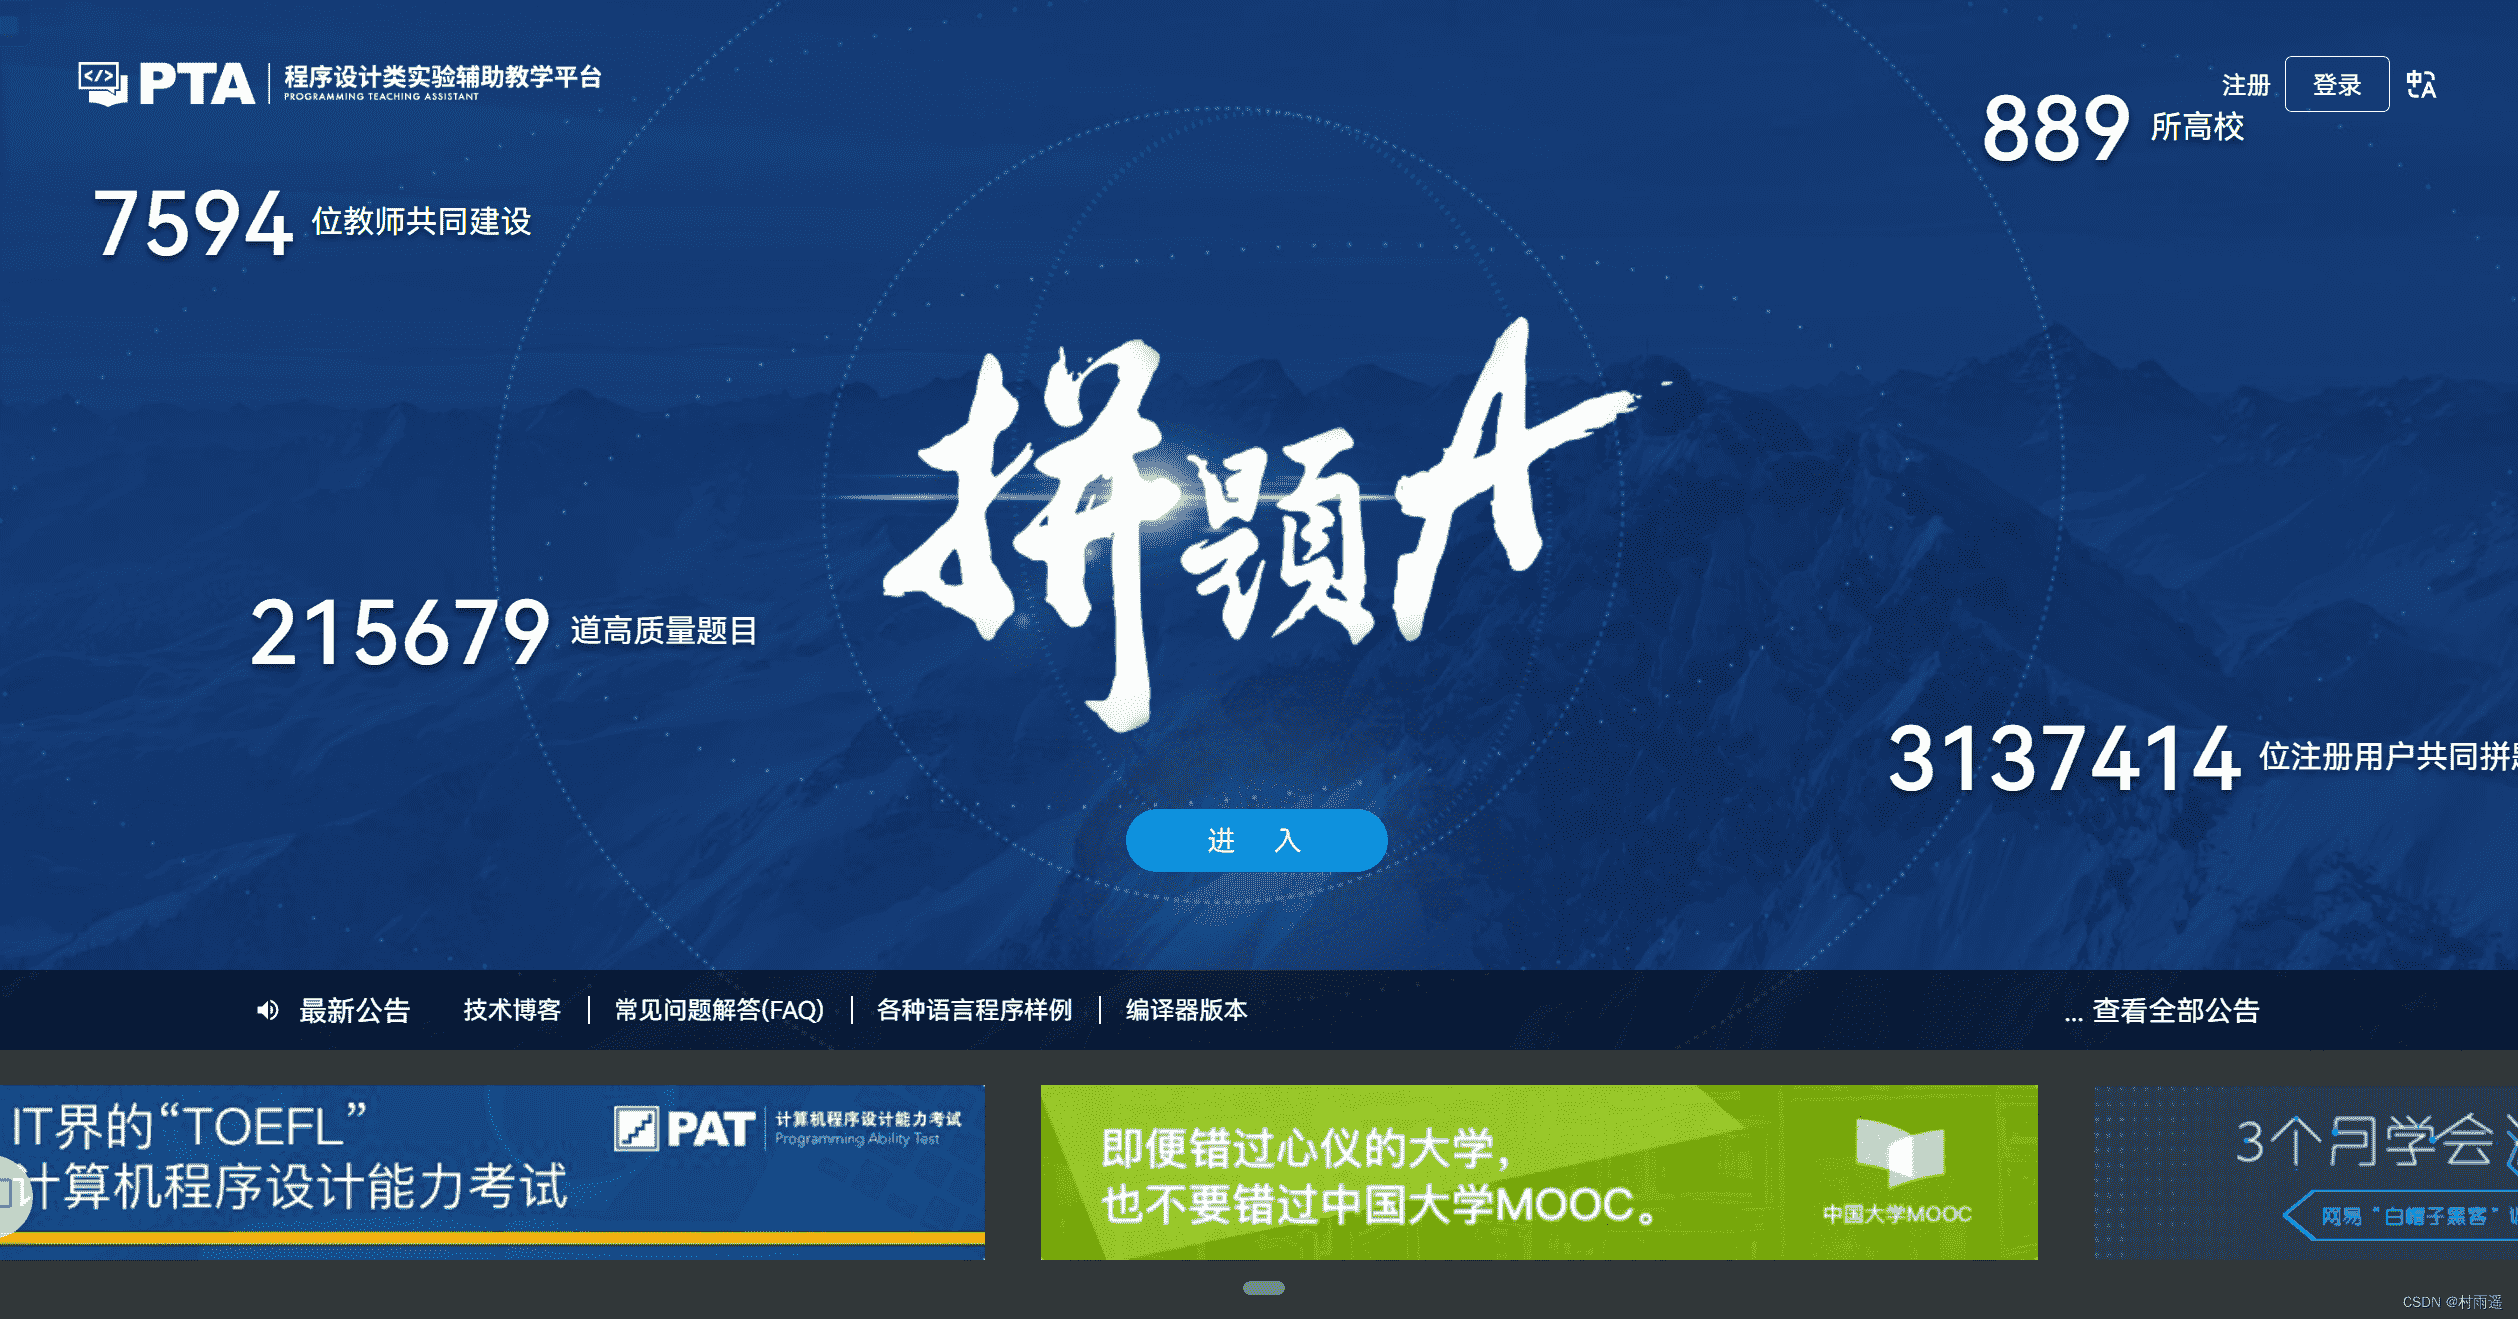 PTA 程序设计类实验辅助教学平台
PROGRAMMING TEACHING ASSISTANT
注册 登录 中A
889 所高校
7594 位教师共同建设
拼題A
215679 道高质量题目
3137414 位注册用户共同拼
进 入
最新公告 技术博客 常见问题解答(FAQ) 各种语言程序样例 编译器版本 ... 查看全部公告
IT界的“TOEFL”
计算机程序设计能力考试
PAT 计算机程序设计能力考试
Programming Ability Test
即便错过心仪的大学，
也不要错过中国大学MOOC。
中国大学MOOC
3个月学会
网易“白帽子黑客”
CSDN @村雨遥